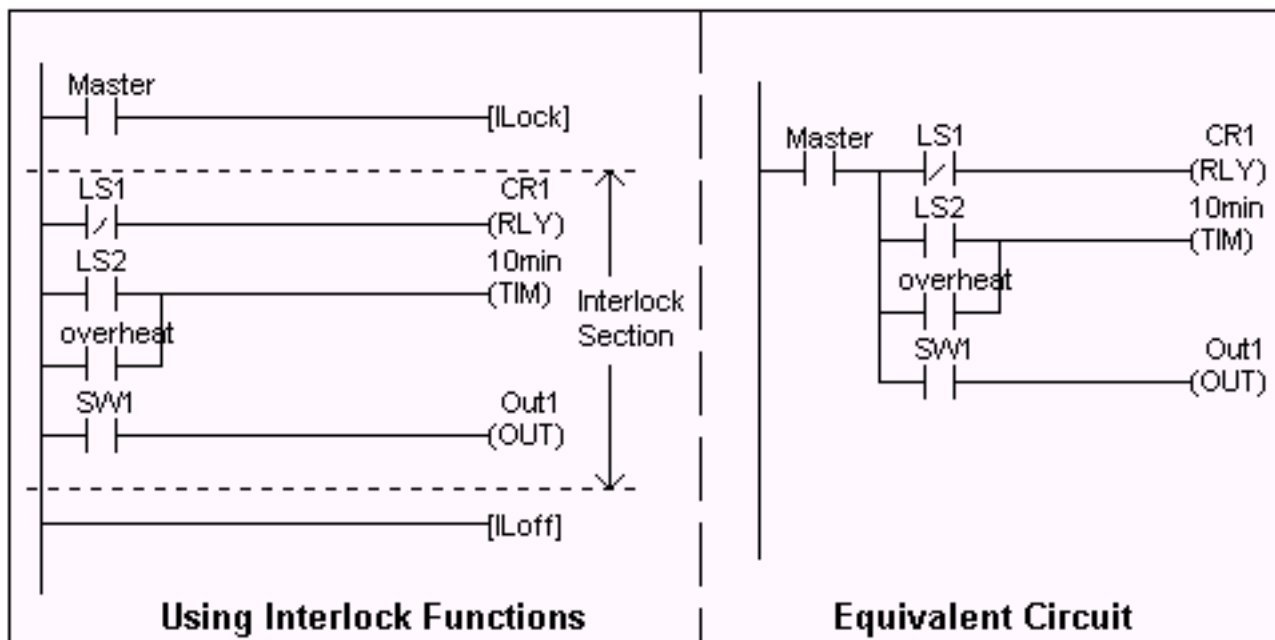 Master
[ILock]
LS1
CR1
(RLY)
LS2
10min
(TIM)
overheat
SW1
Out1
(OUT)
Interlock
Section
[ILoff]
Using Interlock Functions
Master
LS1
CR1
(RLY)
LS2
10min
(TIM)
overheat
SW1
Out1
(OUT)
Equivalent Circuit